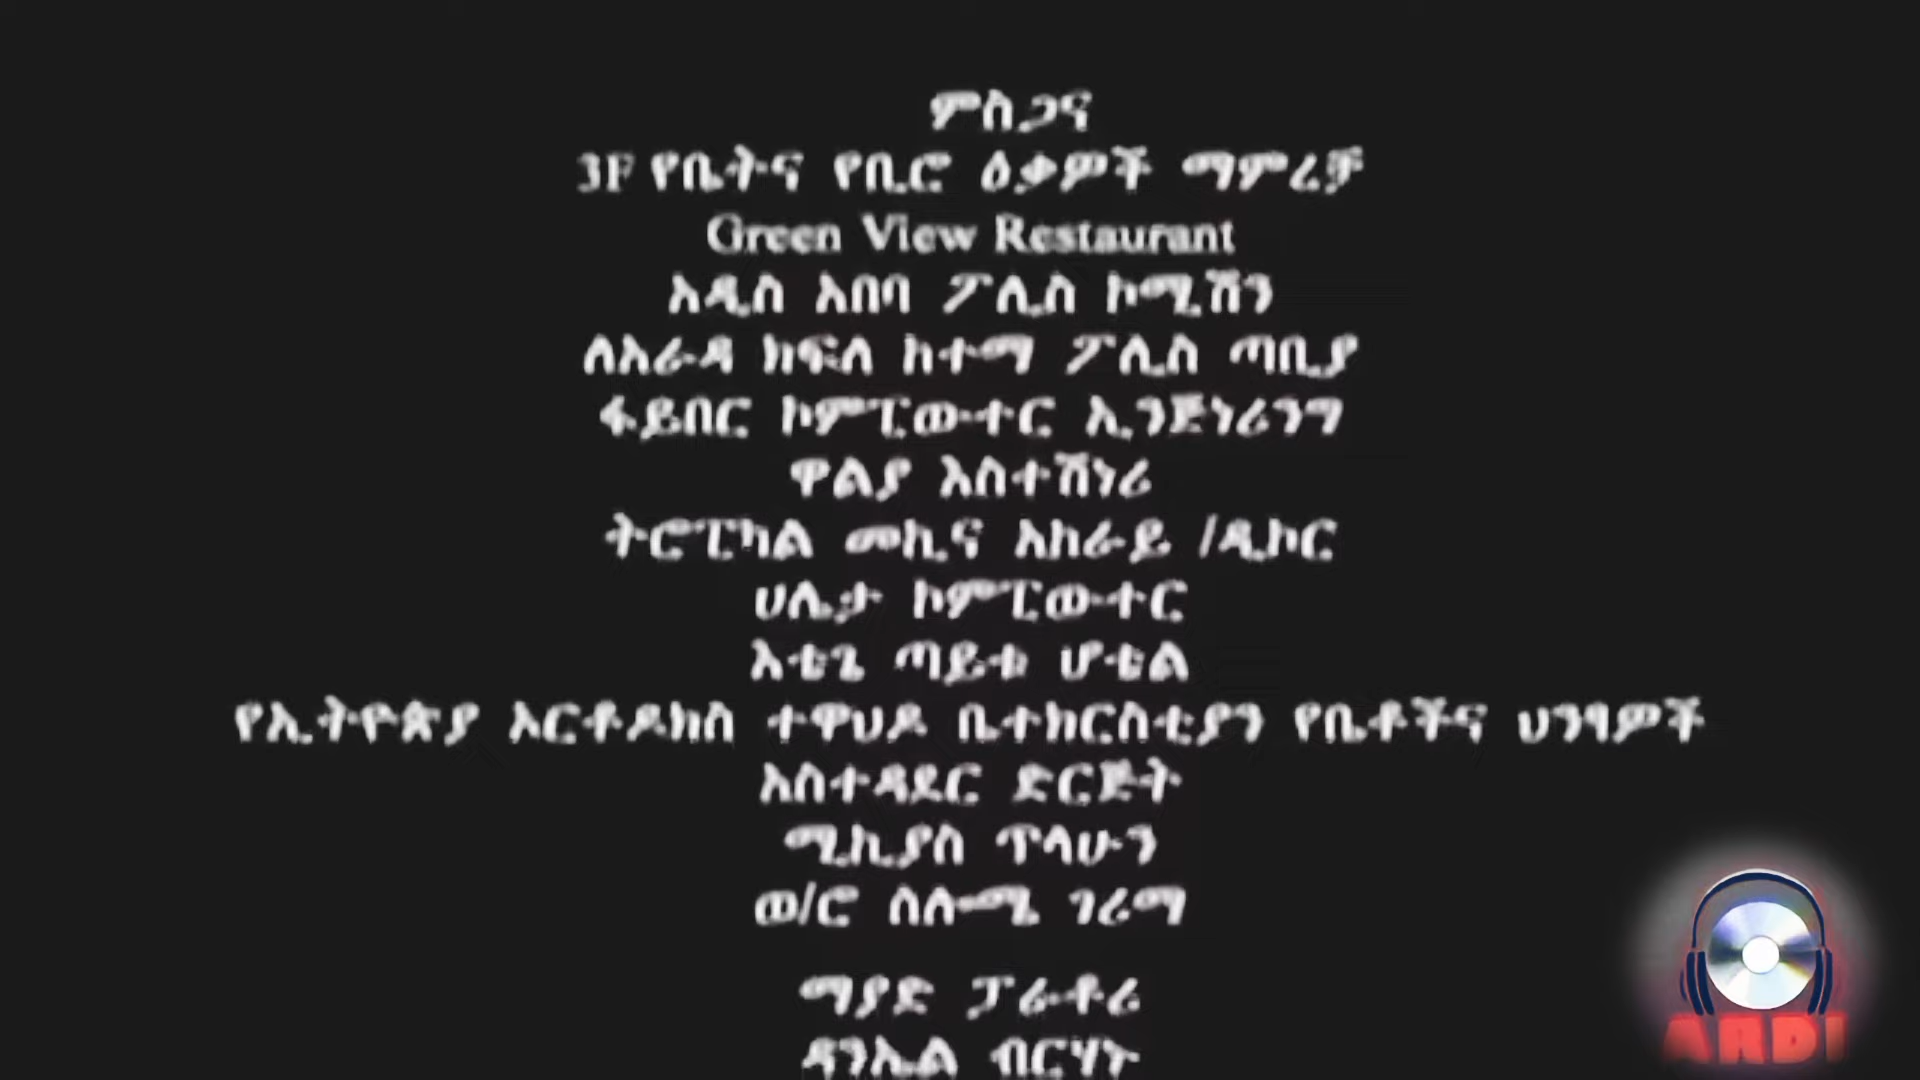 ምስጋና
3F የቤትና የቢሮ ዕቃዎች ማምረቻ
Green View Restaurant
አዲስ አበባ ፖሊስ ኮሚሽን
ለአራዳ ክፍለ ከተማ ፖሊስ ጣቢያ
ፋይበር ኮምፒውተር ኢንጅነሪንግ
ዋልያ እስተሽነሪ
ትሮፒካል መኪና አከራይ /ዲኮር
ሀሌታ ኮምፒውተር
እቴጌ ጣይቱ ሆቴል
የኢትዮጵያ ኦርቶዶክስ ተዋህዶ ቤተክርስቲያን የቤቶችና ህንፃዎች
አስተዳደር ድርጅት
ሚኪያስ ጥላሁን
ወ/ሮ ሰሎሜ ገሪማ
ማያድ ፓራቶሪ
ዳንኤል ብርሃኑ
ARDI